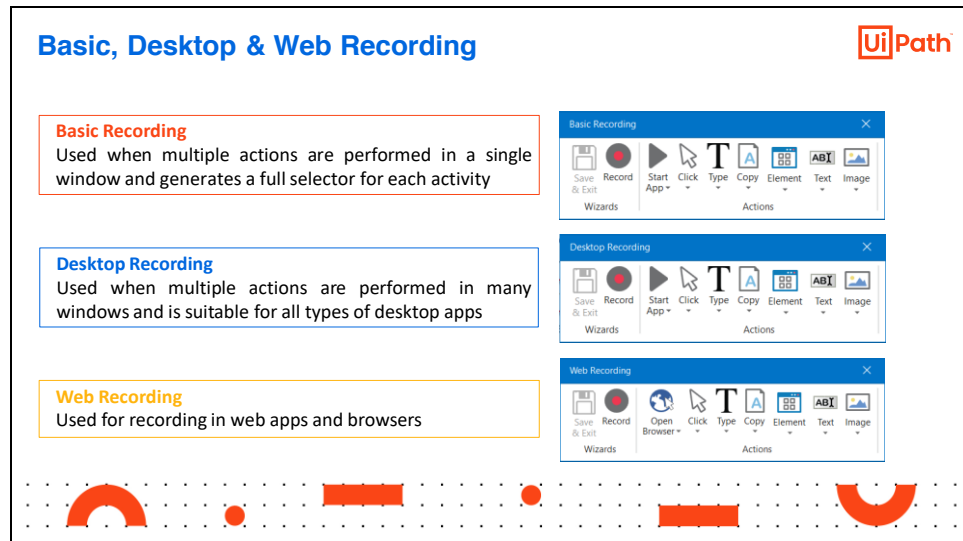 Basic, Desktop & Web Recording
UiPath
Basic Recording
Used when multiple actions are performed in a single
window and generates a full selector for each activity
Basic Recording
Save
& Exit
Record
Start
App
Click
Type
Copy
Element
Text
Image
Wizards
Actions
Desktop Recording
Used when multiple actions are performed in many
windows and is suitable for all types of desktop apps
Desktop Recording
Save
& Exit
Record
Start
App
Click
Type
Copy
Element
Text
Image
Wizards
Actions
Web Recording
Used for recording in web apps and browsers
Web Recording
Save
& Exit
Record
Open
Browser
Click
Type
Copy
Element
Text
Image
Wizards
Actions